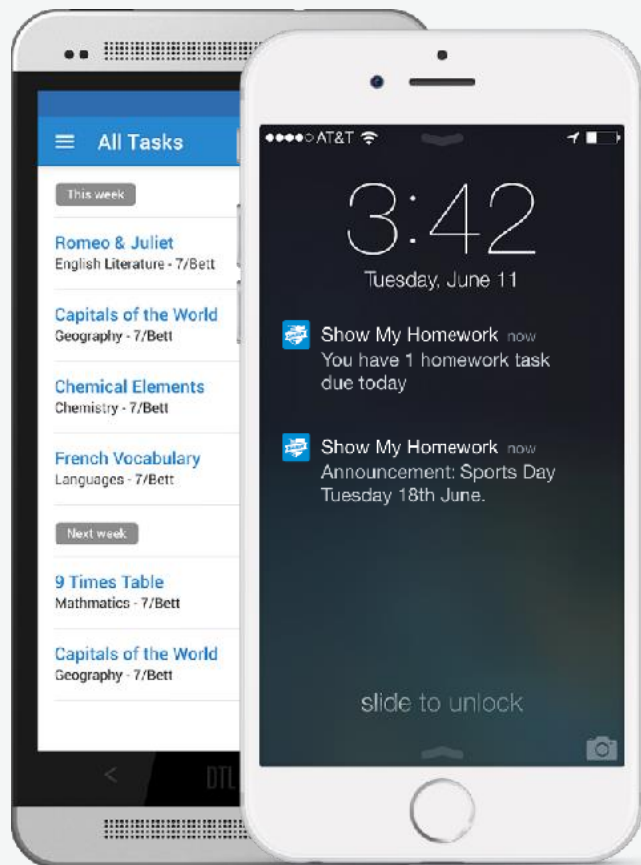 All Tasks
This week
Romeo & Juliet
English Literature - 7/Bett
Capitals of the World
Geography - 7/Bett
Chemical Elements
Chemistry - 7/Bett
French Vocabulary
Languages - 7/Bett
Next week
9 Times Table
Mathmatics - 7/Bett
Capitals of the World
Geography - 7/Bett
AT&T
3:42
Tuesday, June 11
Show My Homework now
You have 1 homework task
due today
Show My Homework now
Announcement: Sports Day
Tuesday 18th June.
slide to unlock